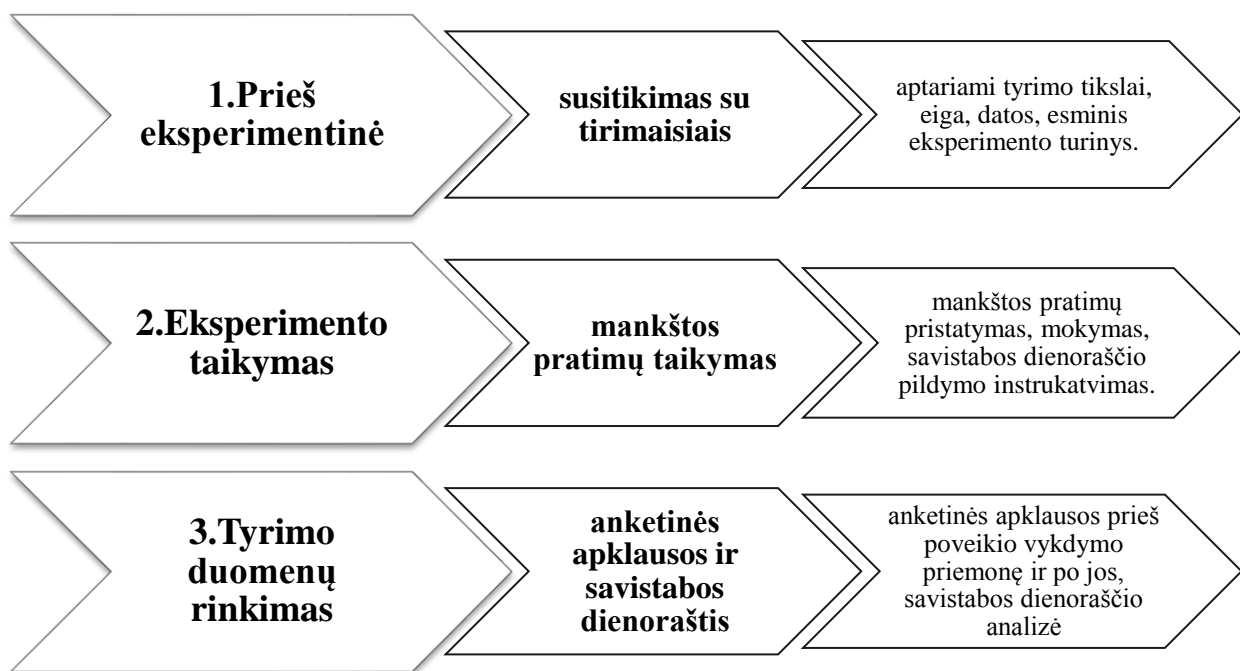 1.Prieš
eksperimentinė
susitikimas su
tirimaisiais
aptariami tyrimo tikslai,
eiga, datos, esminis
eksperimento turinys.
2.Eksperimento
taikymas
mankštos
pratimų taikymas
mankštos pratimų
pristatymas, mokymas,
savistabos dienoraščio
pildymo instrukatvimas.
3.Tyrimo
duomenų
rinkimas
anketinės
apklausos ir
savistabos
dienoraštis
anketinės apklausos prieš
poveikio vykdymo
priemonę ir po jos,
savistabos dienoraščio
analizė